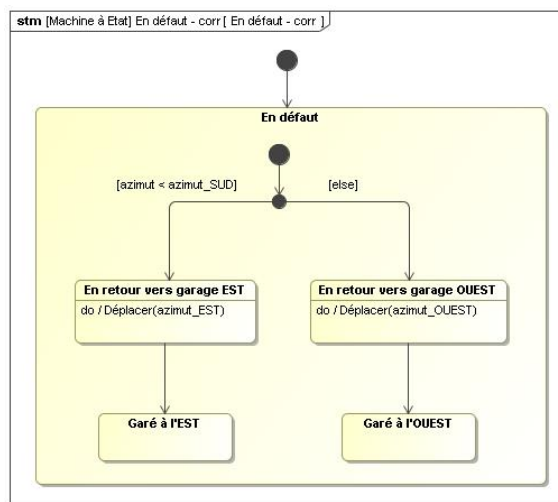 stm [Machine à Etat] En défaut - corr [ En défaut - corr ]
En défaut
[azimut < azimut_SUD]
[else]
En retour vers garage EST
do / Déplacer(azimut_EST)
En retour vers garage OUEST
do / Déplacer(azimut_OUEST)
Garé à l'EST
Garé à l'OUEST